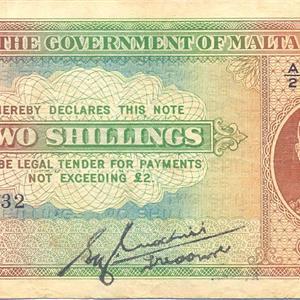 THE GOVERNMENT OF MALTA
A
2
HEREBY DECLARES THIS NOTE
TWO SHILLINGS
BE LEGAL TENDER FOR PAYMENTS
NOT EXCEEDING £2.
32